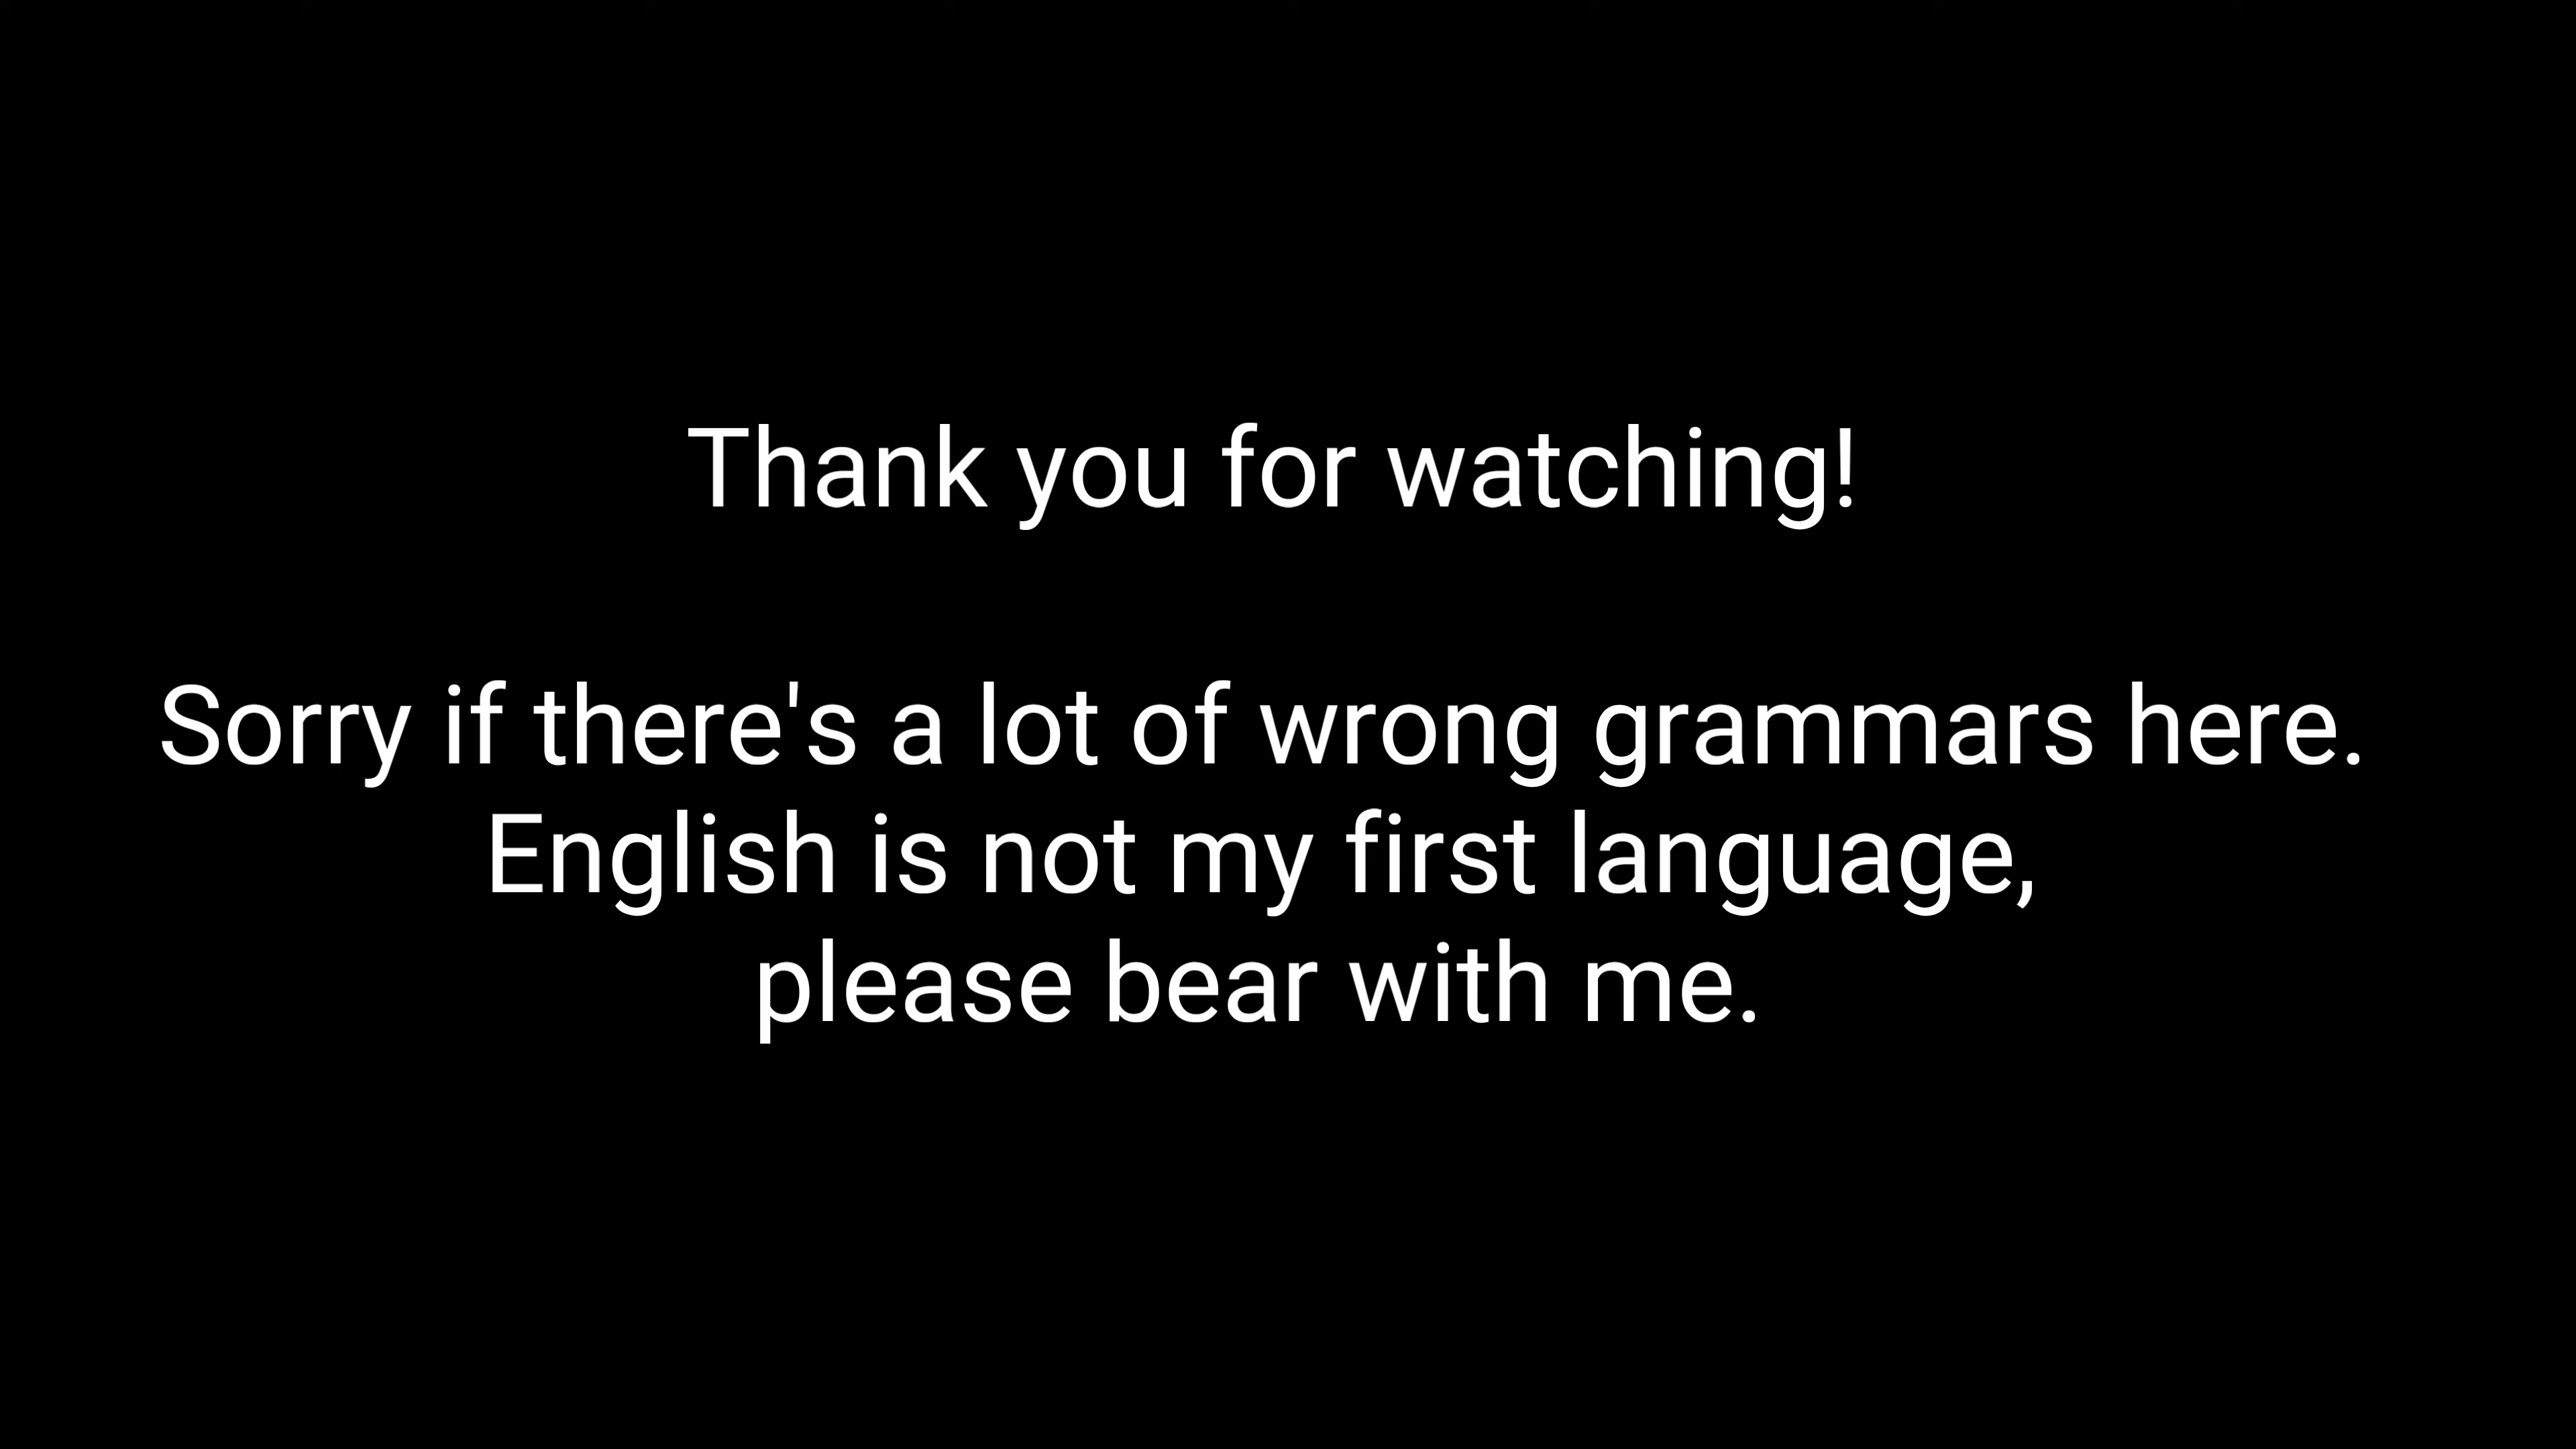 Thank you for watching!
Sorry if there's a lot of wrong grammars here.
English is not my first language,
please bear with me.